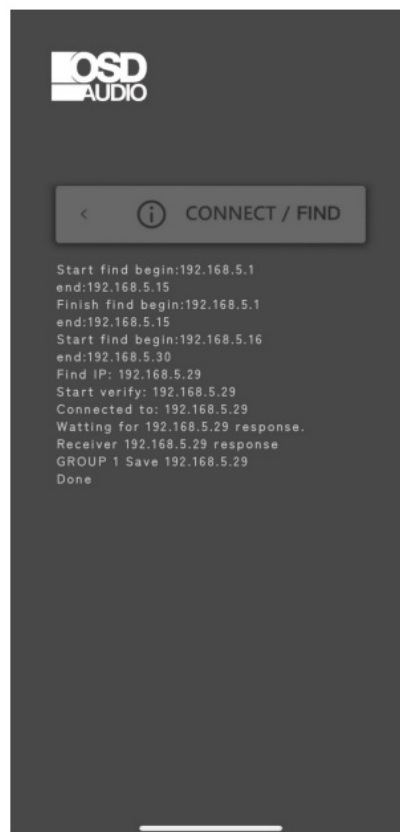 OSD
AUDIO
< i CONNECT / FIND
Start find begin:192.168.5.1
end:192.168.5.15
Finish find begin:192.168.5.1
end:192.168.5.15
Start find begin:192.168.5.16
end:192.168.5.30
Find IP: 192.168.5.29
Start verify: 192.168.5.29
Connected to: 192.168.5.29
Watting for 192.168.5.29 response.
Receiver 192.168.5.29 response
GROUP 1 Save 192.168.5.29
Done